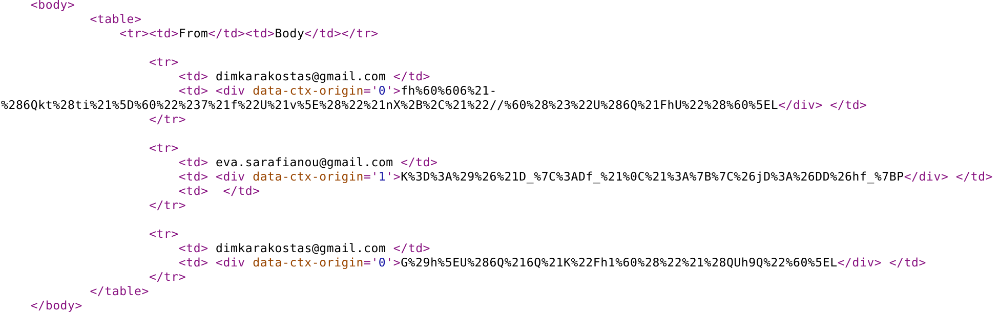 <body>
<table>
<tr><td>From</td><td>Body</td></tr>
<tr>
<td> dimkarakostas@gmail.com </td>
<td> <div data-ctx-origin='0'>fh%60%606%21-
%286Qkt%28ti%21%5D%60%22%237%21f%22U%21v%5E%28%22%21nX%2B%2C%21%22//%60%28%23%22U%286Q%21FhU%22%28%60%5EL</div> </td>
</tr>
<tr>
<td> eva.sarafianou@gmail.com </td>
<td> <div data-ctx-origin='1'>K%3D%3A%29%26%21D_%7C%3ADf_%21%0C%21%3A%7B%7C%26jD%3A%26DD%26hf_%7BP</div> </td>
<td>  </td>
</tr>
<tr>
<td> dimkarakostas@gmail.com </td>
<td> <div data-ctx-origin='0'>G%29h%5EU%286Q%216Q%21K%22Fh1%60%28%22%21%28QUh9Q%22%60%5EL</div> </td>
</tr>
</table>
</body>